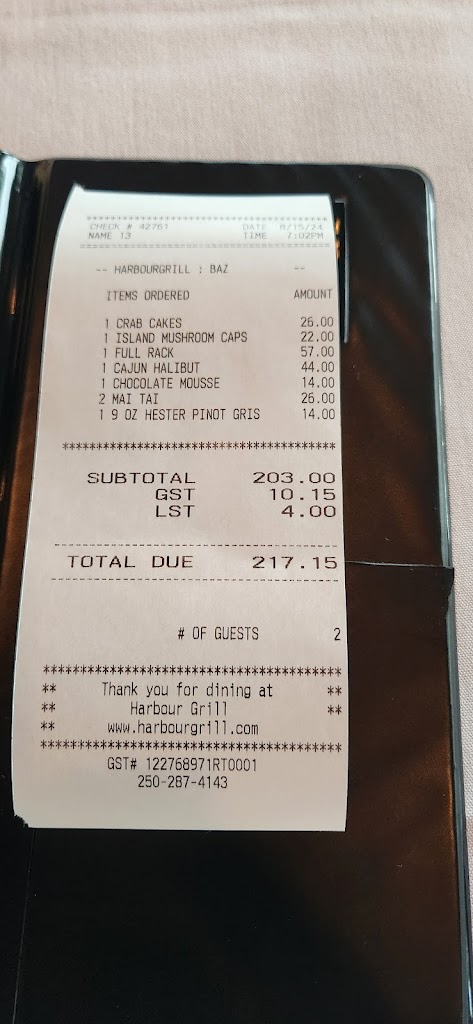 ****************************************
CHECK # 42761 DATE 8/15/24
NAME 13 TIME 7:02PM
========================================
-- HARBOURGRILL : BAZ --
ITEMS ORDERED AMOUNT
1 CRAB CAKES 26.00
1 ISLAND MUSHROOM CAPS 22.00
1 FULL RACK 57.00
1 CAJUN HALIBUT 44.00
1 CHOCOLATE MOUSSE 14.00
2 MAI TAI 26.00
1 9 OZ HESTER PINOT GRIS 14.00
****************************************
SUBTOTAL 203.00
GST 10.15
LST 4.00
----------------------------------------
TOTAL DUE 217.15
----------------------------------------
# OF GUESTS 2
****************************************
** Thank you for dining at **
** Harbour Grill **
** www.harbourgrill.com
****************************************
GST# 122768971RT0001
250-287-4143